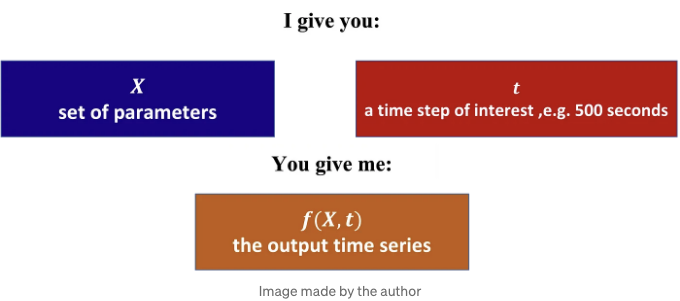 I give you:
X
set of parameters
t
a time step of interest ,e.g. 500 seconds
You give me:
f(X, t)
the output time series
Image made by the author